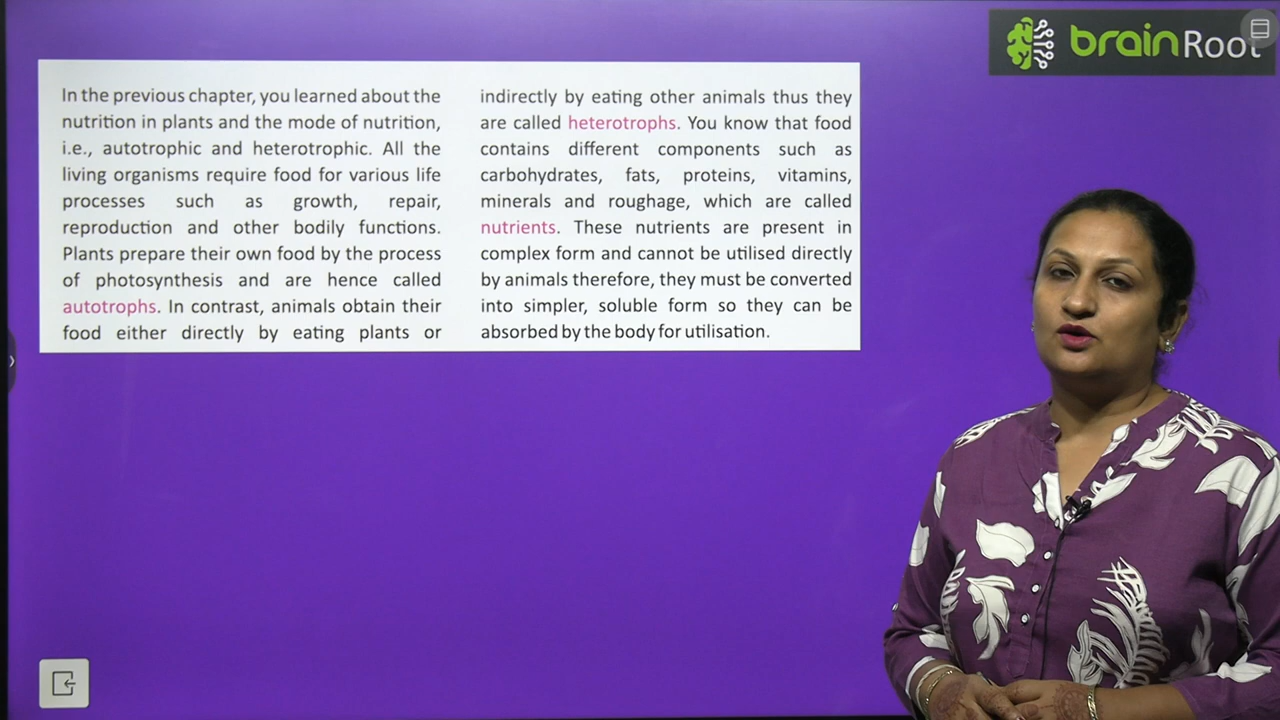 brainRoot
In the previous chapter, you learned about the
nutrition in plants and the mode of nutrition,
i.e., autotrophic and heterotrophic. All the
living organisms require food for various life
processes such as growth, repair,
reproduction and other bodily functions.
Plants prepare their own food by the process
of photosynthesis and are hence called
autotrophs. In contrast, animals obtain their
food either directly by eating plants or
indirectly by eating other animals thus they
are called heterotrophs. You know that food
contains different components such as
carbohydrates, fats, proteins, vitamins,
minerals and roughage, which are called
nutrients. These nutrients are present in
complex form and cannot be utilised directly
by animals therefore, they must be converted
into simpler, soluble form so they can be
absorbed by the body for utilisation.